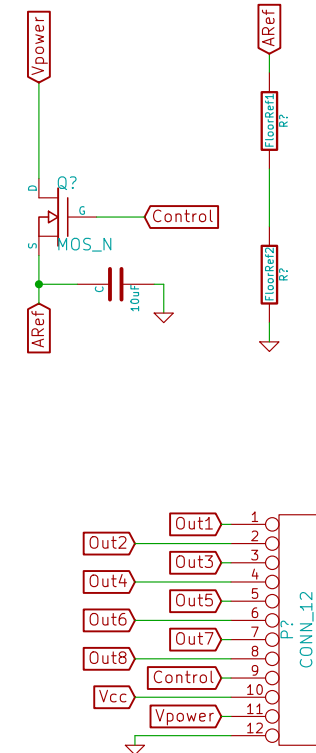 Vpower
ARef
FloorRef1
R?
D
Q?
G
Control
S
MOS_N
FloorRef2
R?
C
10uF
ARef
Out1
1
Out2
2
Out3
3
Out4
4
Out5
5
Out6
6
Out7
7
Out8
8
Control
9
Vcc
10
Vpower
11
12
P?
CONN_12